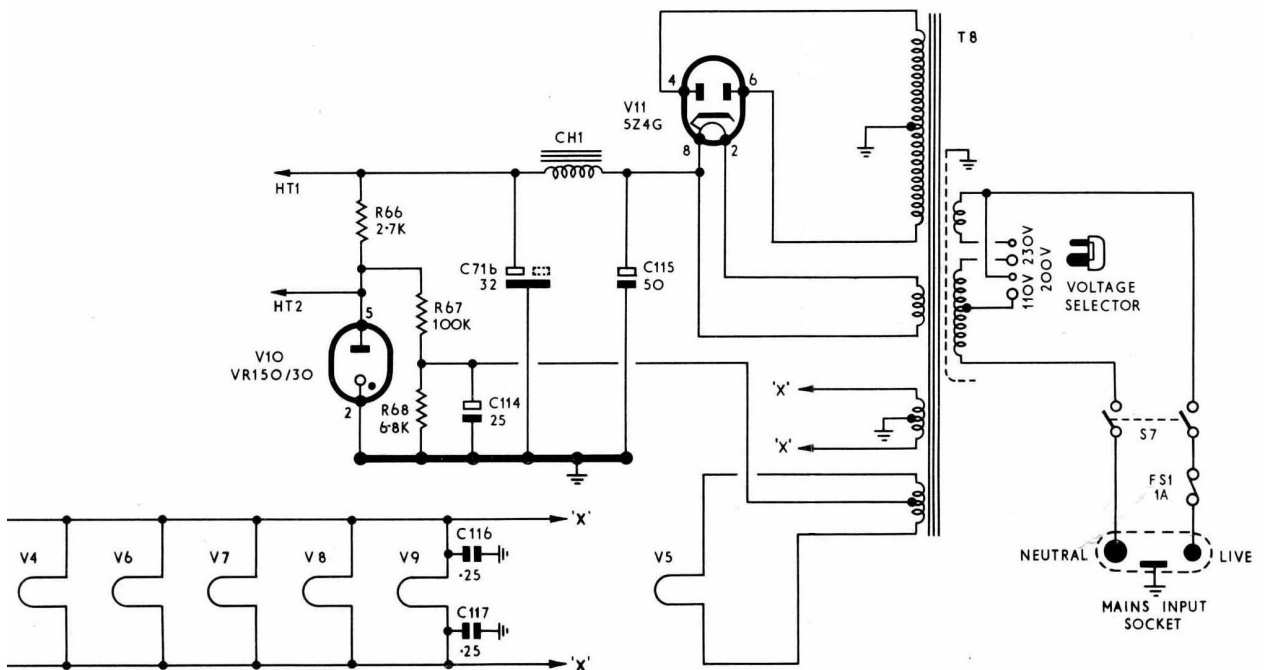 T8
4
6
V11
5Z4G
8
2
CH1
HT1
R66
2·7K
C71b
32
C115
50
110V
200V
230V
VOLTAGE
SELECTOR
HT2
R67
100K
5
V10
VR150/30
2
R68
6·8K
C114
25
'X'
'X'
S7
FS1
1A
'X'
V4
V6
V7
V8
V9
C116
·25
C117
·25
V5
NEUTRAL
LIVE
MAINS INPUT
SOCKET
'X'